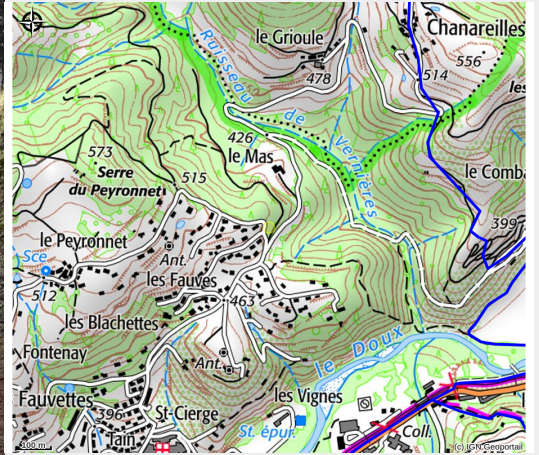 Chanareilles
le Grioule
556
514
478
Ruisseau de Vernières
426
le Mas
573
Serre
du Peyronnet
515
le Comba
399
le Peyronnet
Sce
Ant.
512
les Fauves
463
les Blachettes
le Doux
Fontenay
Ant.
les Vignes
Fauvettes
396
St-Cierge
Tain
St. épur.
Coll.
100 m
(c) IGN Geoportail